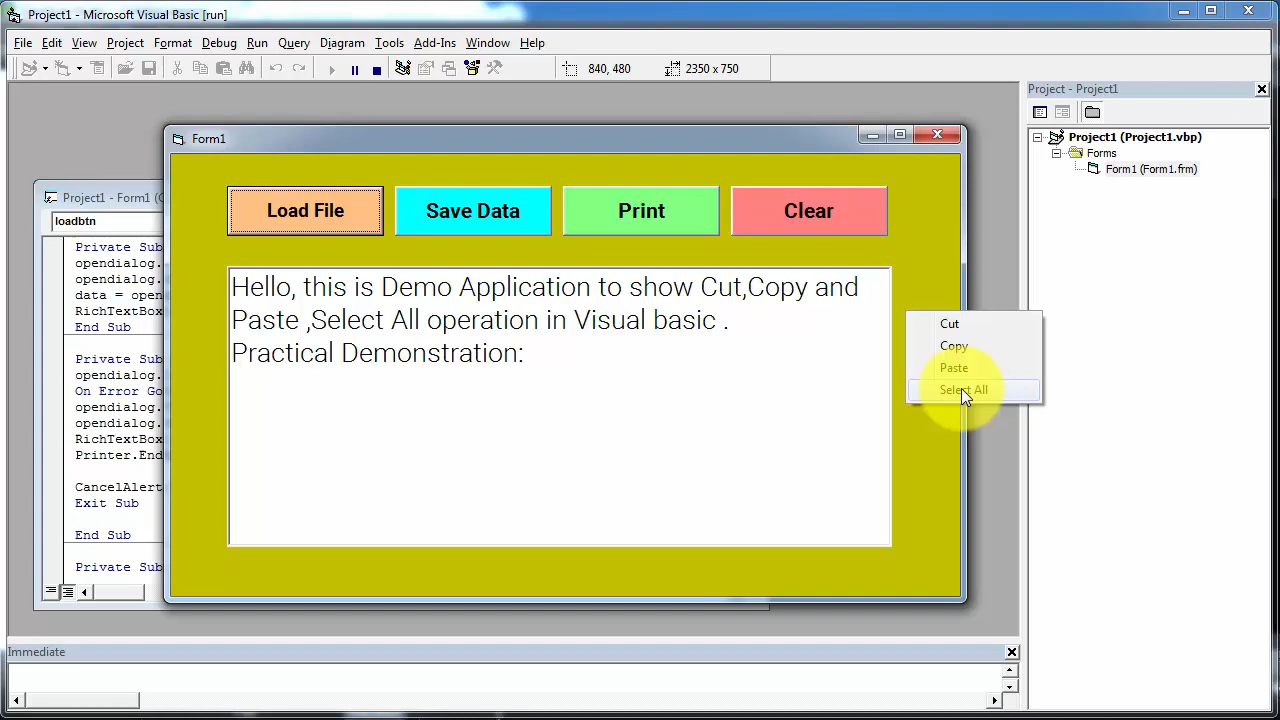 Project1 - Microsoft Visual Basic [run]
File Edit View Project Format Debug Run Query Diagram Tools Add-Ins Window Help
840, 480 2350 x 750
Project - Project1
Project1 (Project1.vbp)
Forms
Form1 (Form1.frm)
Project1 - Form1 (
loadbtn
Private Sub
opendialog.
opendialog.
data = open
RichTextBox
End Sub
Private Sub
opendialog.
On Error Go
opendialog.
opendialog.
RichTextBox
Printer.End
CancelAlert
Exit Sub
End Sub
Private Sub
Form1
Load File Save Data Print Clear
Hello, this is Demo Application to show Cut,Copy and
Paste ,Select All operation in Visual basic .
Practical Demonstration:
Cut
Copy
Paste
Select All
Immediate